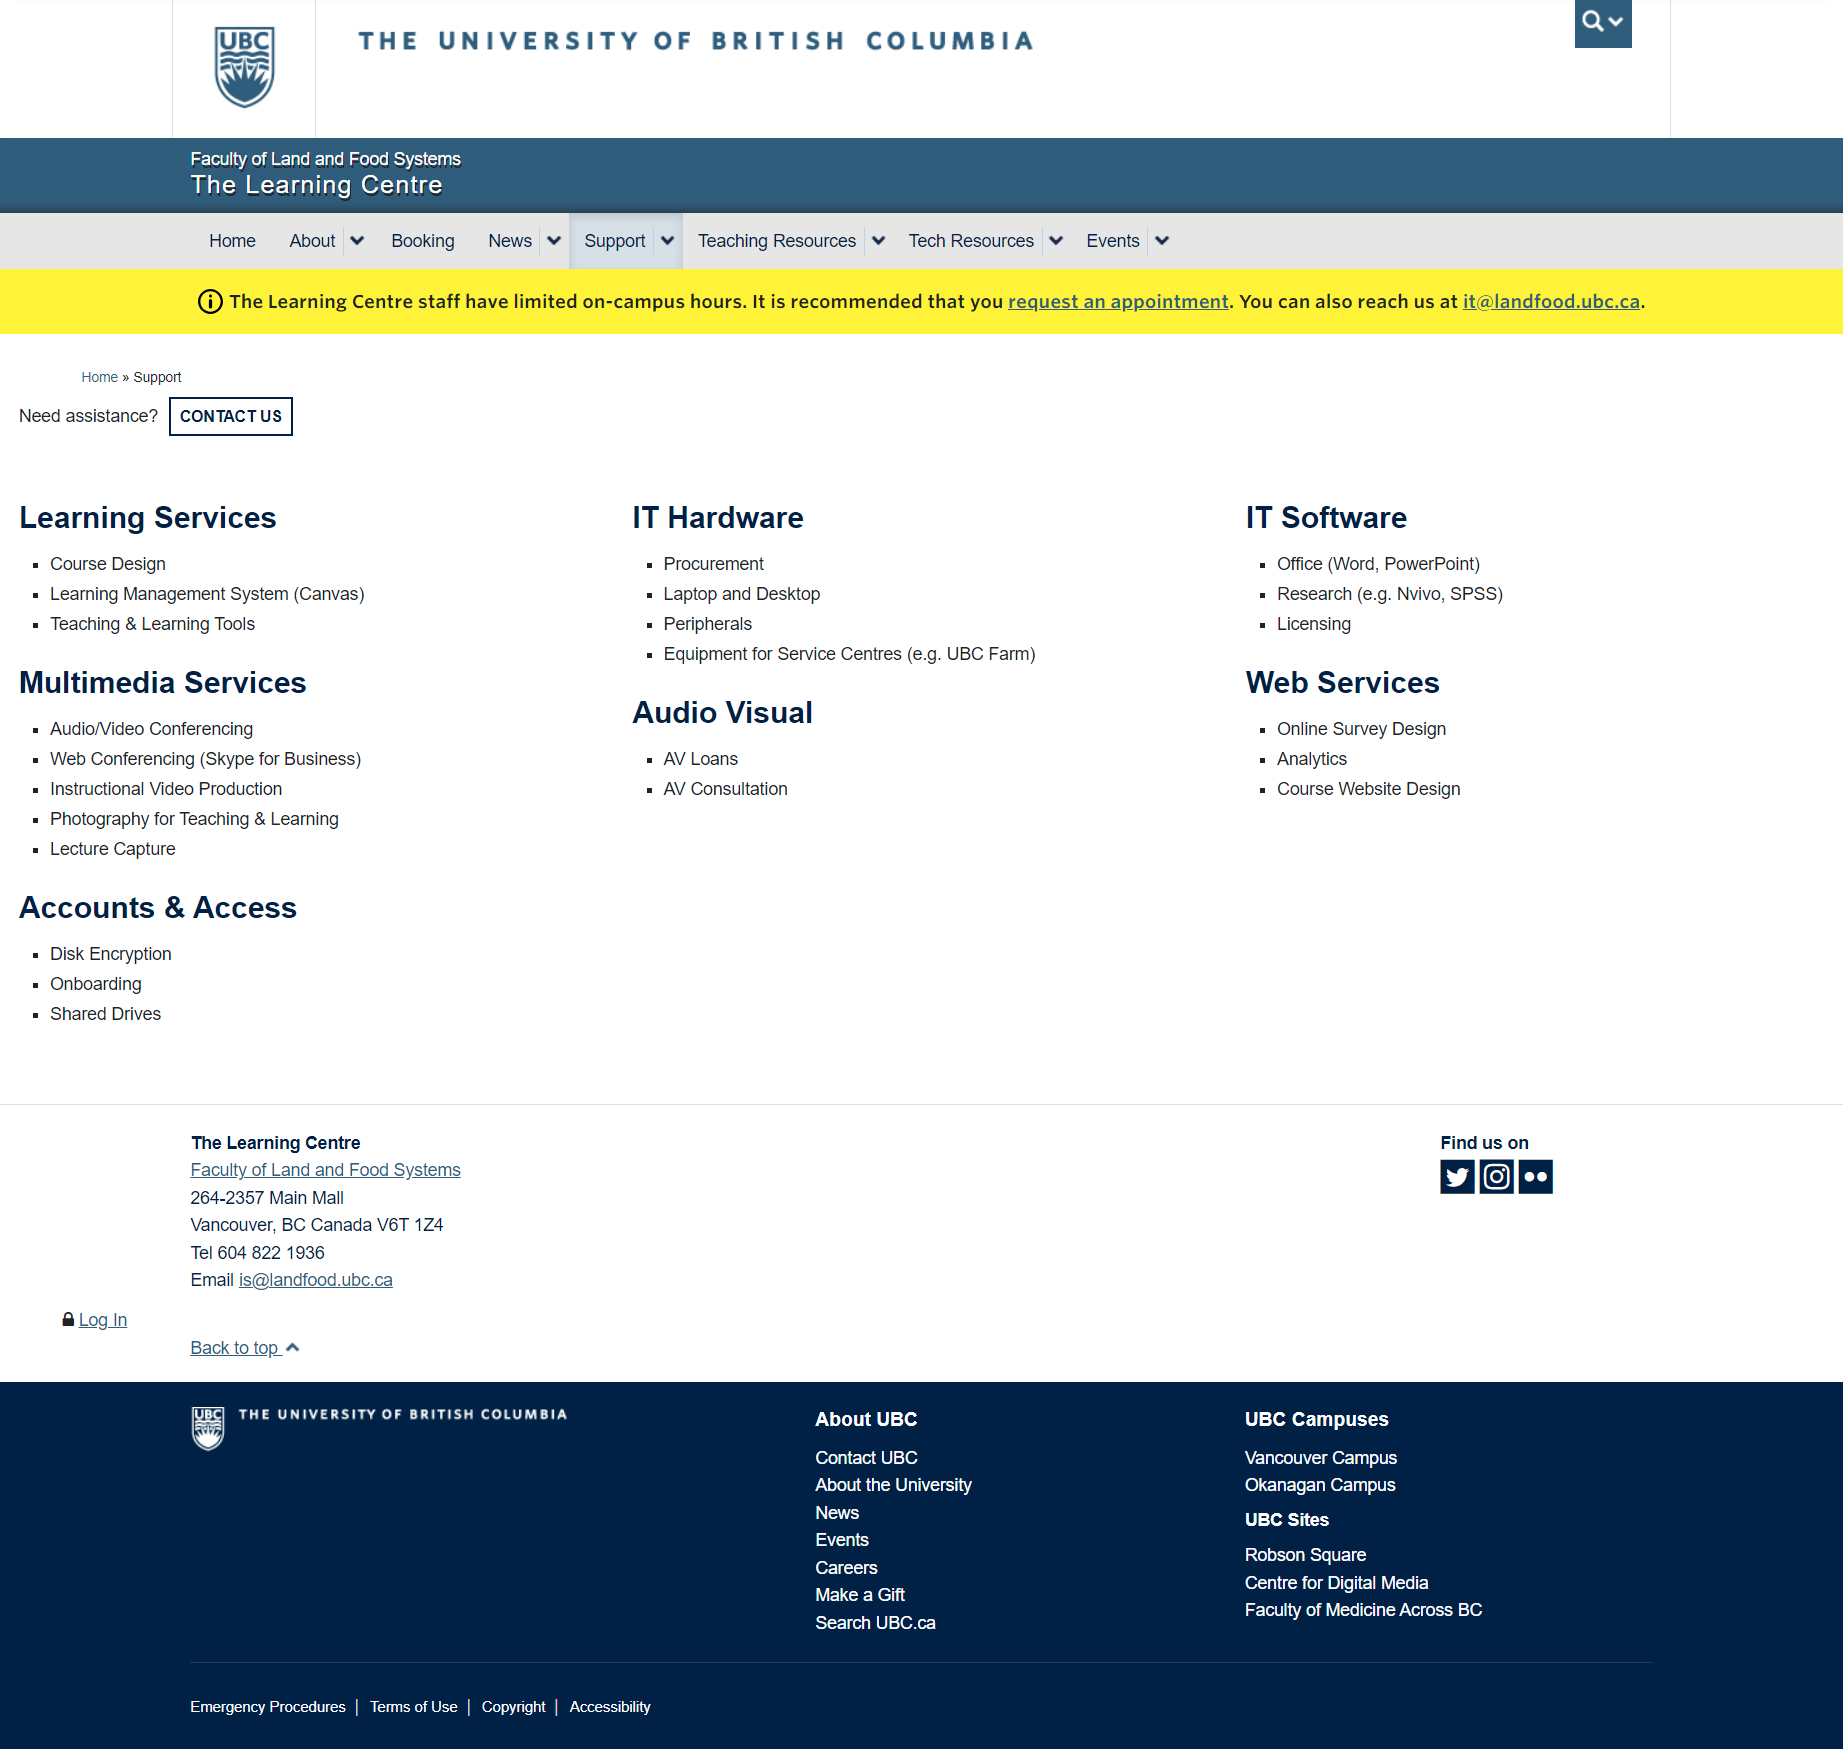 UBC
THE UNIVERSITY OF BRITISH COLUMBIA
Faculty of Land and Food Systems
The Learning Centre
Home About Booking News Support Teaching Resources Tech Resources Events
The Learning Centre staff have limited on-campus hours. It is recommended that you request an appointment. You can also reach us at it@landfood.ubc.ca.
Home » Support
Need assistance? CONTACT US
Learning Services
Course Design
Learning Management System (Canvas)
Teaching & Learning Tools
Multimedia Services
Audio/Video Conferencing
Web Conferencing (Skype for Business)
Instructional Video Production
Photography for Teaching & Learning
Lecture Capture
Accounts & Access
Disk Encryption
Onboarding
Shared Drives
IT Hardware
Procurement
Laptop and Desktop
Peripherals
Equipment for Service Centres (e.g. UBC Farm)
Audio Visual
AV Loans
AV Consultation
IT Software
Office (Word, PowerPoint)
Research (e.g. Nvivo, SPSS)
Licensing
Web Services
Online Survey Design
Analytics
Course Website Design
The Learning Centre
Faculty of Land and Food Systems
264-2357 Main Mall
Vancouver, BC Canada V6T 1Z4
Tel 604 822 1936
Email is@landfood.ubc.ca
Find us on
Log In
Back to top
UBC
THE UNIVERSITY OF BRITISH COLUMBIA
About UBC
Contact UBC
About the University
News
Events
Careers
Make a Gift
Search UBC.ca
UBC Campuses
Vancouver Campus
Okanagan Campus
UBC Sites
Robson Square
Centre for Digital Media
Faculty of Medicine Across BC
Emergency Procedures | Terms of Use | Copyright | Accessibility